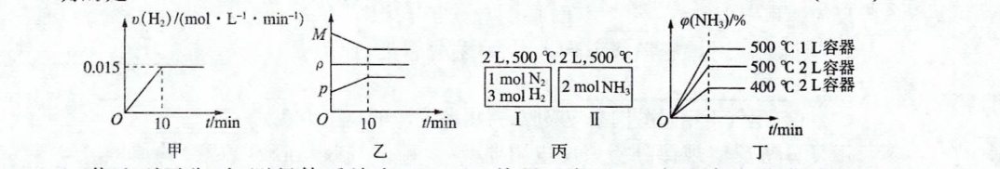 υ(H₂)/(mol·L⁻¹·min⁻¹)
0.015
O 10 t/min
甲
M
ρ
p
O 10 t/min
乙
2 L,500 ℃ 2 L,500 ℃
1 mol N₂
3 mol H₂
2 mol NH₃
Ⅰ Ⅱ
丙
φ(NH₃)/%
500 ℃ 1 L容器
500 ℃ 2 L容器
400 ℃ 2 L容器
O t/min
丁